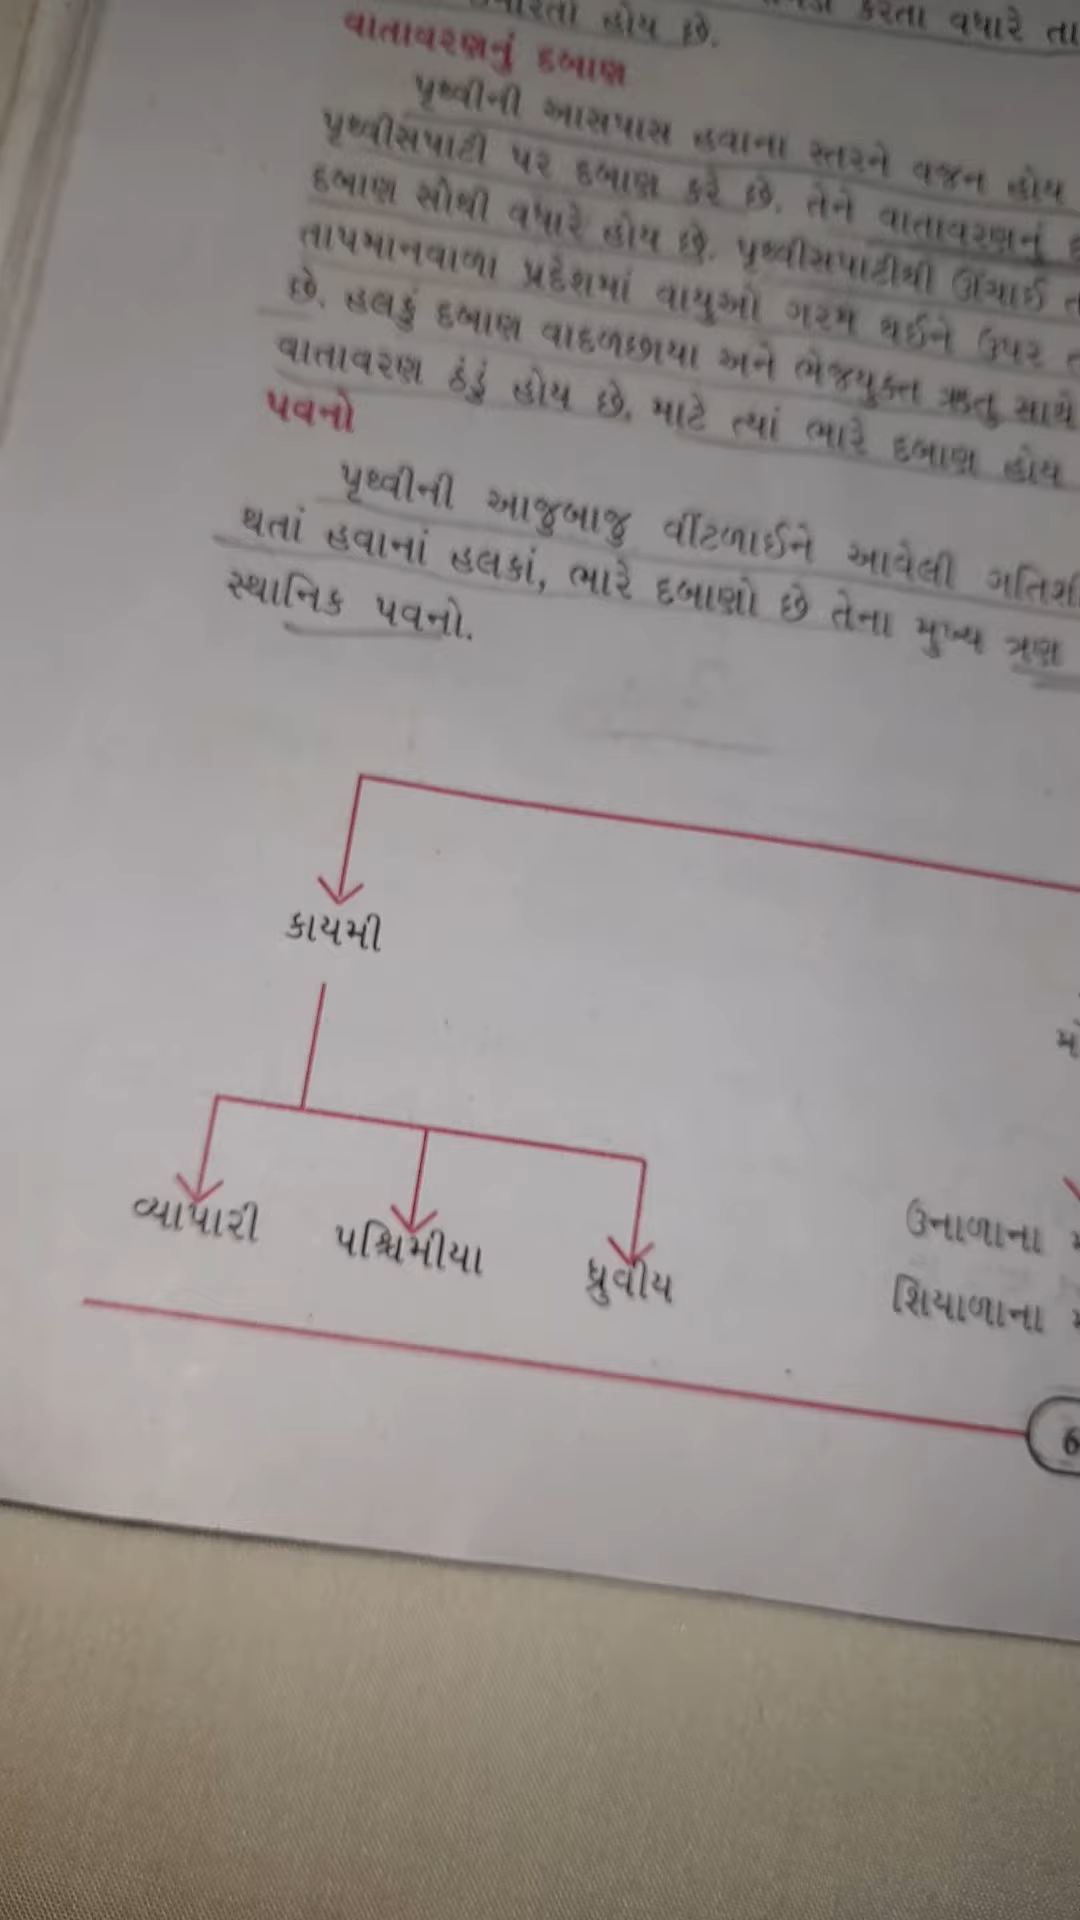 કરતા વધારે
હોય છે.
વાતાવરણનું દબાણ
પૃથ્વીની આસપાસ હવાના સ્તરને વજન હોય
પૃથ્વીસપાટી પર દબાણ કરે છે. તેને વાતાવરણનું
દબાણ સૌથી વધારે હોય છે. પૃથ્વીસપાટીથી ઊંચાઈ
તાપમાનવાળા પ્રદેશમાં વાયુઓ ગરમ થઈને ઉપર
છે. હલકું દબાણ વાદળછાયા અને ભેજયુક્ત ઋતુ સાથે
વાતાવરણ ઠંડું હોય છે. માટે ત્યાં ભારે દબાણ હોય
પવનો
પૃથ્વીની આજુબાજુ વીંટળાઈને આવેલી
થતાં હવાનાં હલકાં, ભારે દબાણો છે તેના મુખ્ય ત્રણ
સ્થાનિક પવનો.
કાયમી
વ્યાપારી પશ્ચિમીયા ધ્રુવીય
ઉનાળાના
શિયાળાના